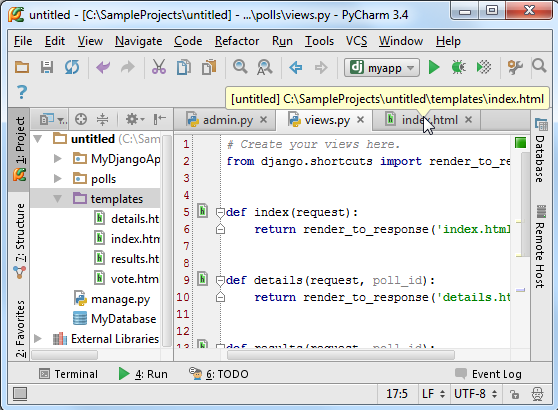 untitled - [C:\SampleProjects\untitled] - ...\polls\views.py - PyCharm 3.4
File Edit View Navigate Code Refactor Run Tools VCS Window Help
dj myapp
?
[untitled] C:\SampleProjects\untitled\templates\index.html
admin.py views.py index.html
1: Project
7: Structure
2: Favorites
untitled (C:\Sam
MyDjangoAp
polls
templates
details.ht
index.htm
results.ht
vote.htm
manage.py
MyDatabase
External Libraries
1 # Create your views here.
2 from django.shortcuts import render_to_re
5 def index(request):
6 return render_to_response('index.html
9 def details(request, poll_id):
10 return render_to_response('details.ht
12
13 def results(request, poll_id):
Database
Remote Host
Terminal 4: Run 6: TODO Event Log
17:5 LF UTF-8